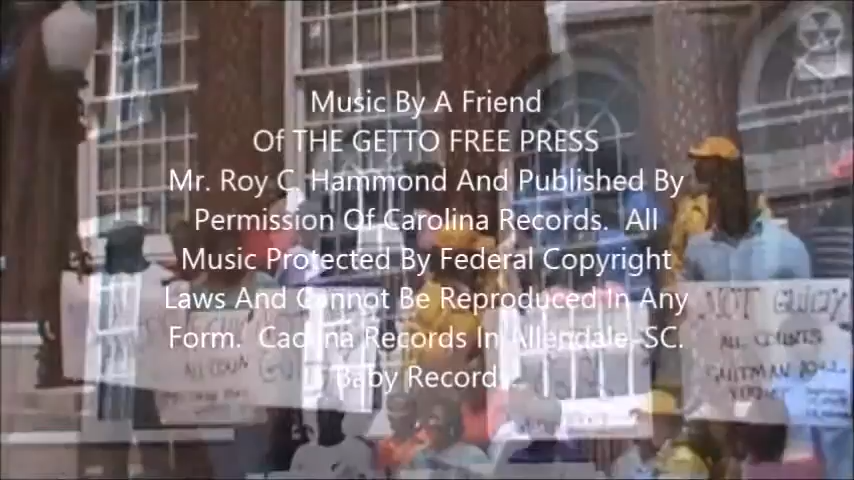 Music By A Friend
Of THE GETTO FREE PRESS
Mr. Roy C. Hammond And Published By
Permission Of Carolina Records. All
Music Protected By Federal Copyright
Laws And Cannot Be Reproduced In Any
Form. Records In Allendale, SC.
Baby Record
NOT GUILTY
ALL COUNTS